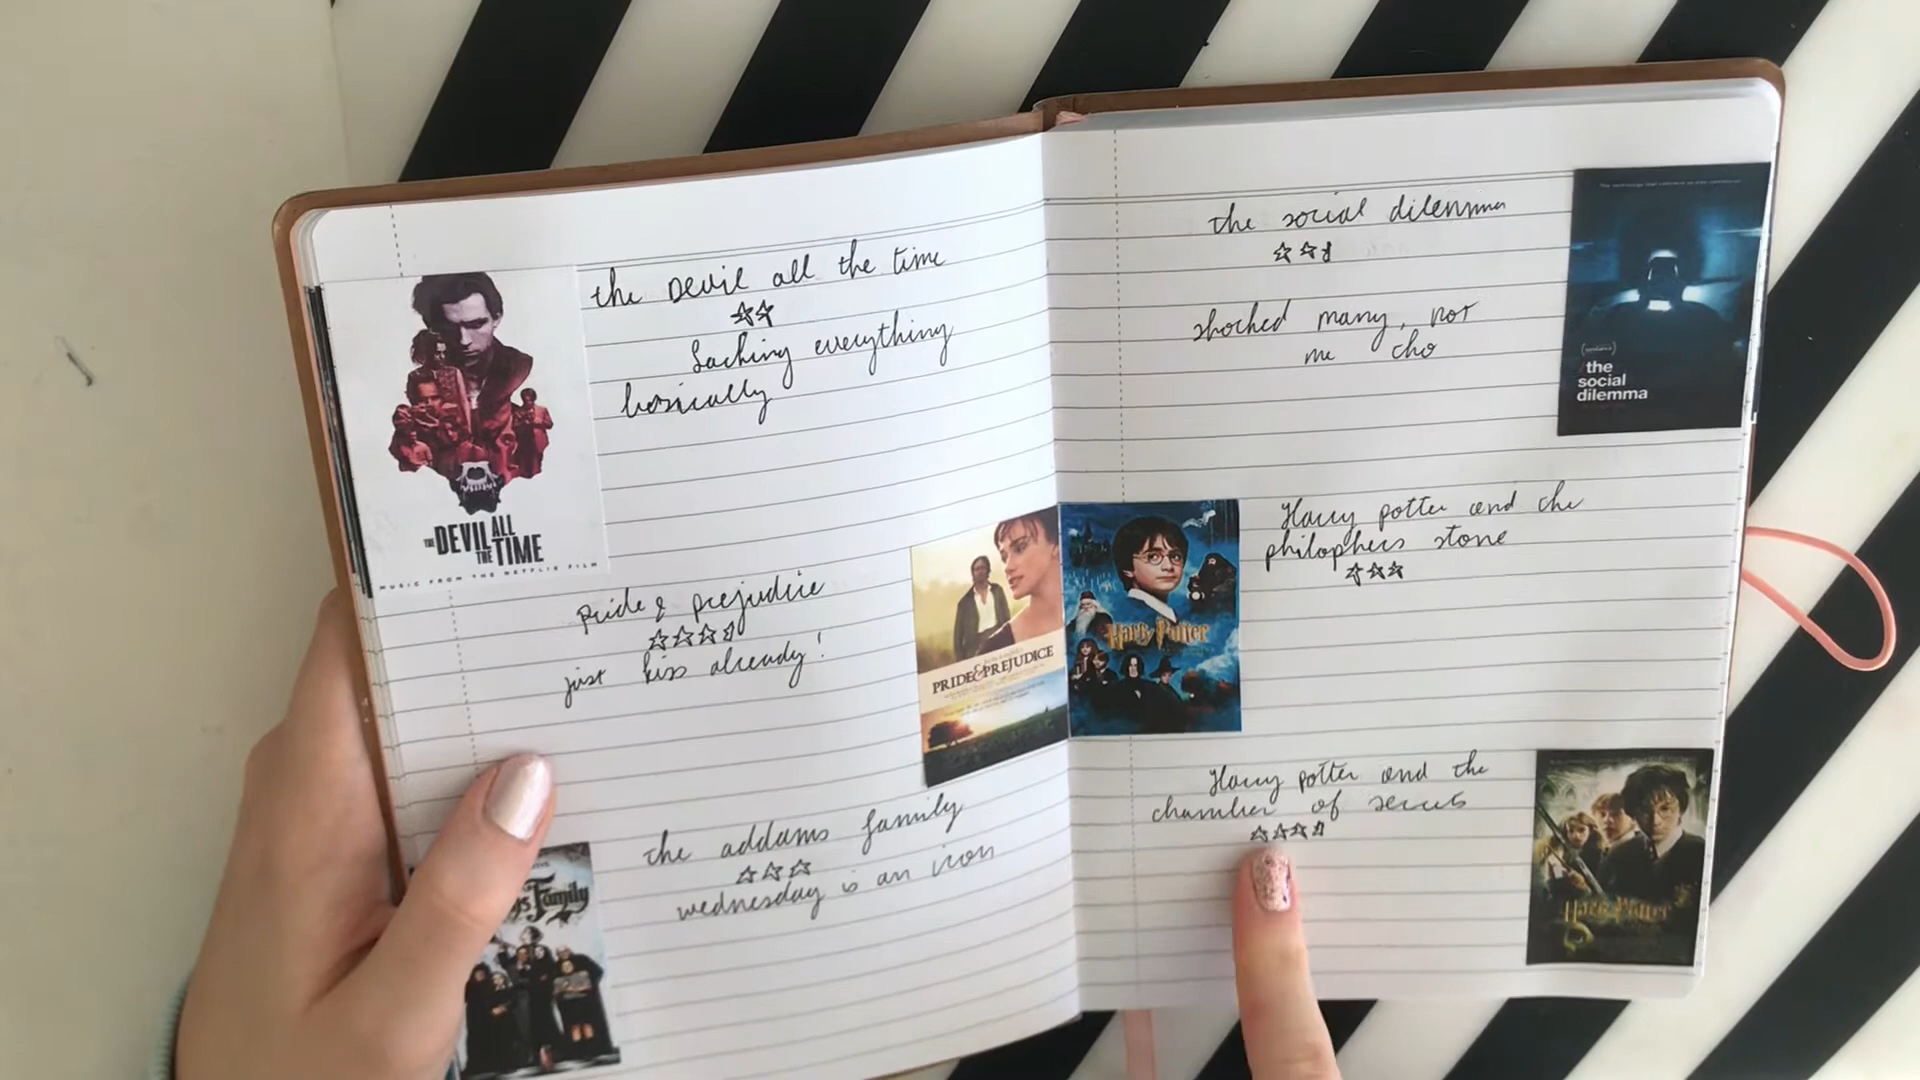 the Devil all the time
☆☆
Lacking everything
basically
THE DEVIL ALL
THE TIME
MUSIC FROM THE NETFLIX FILM
pride & prejudice
☆☆☆
just kiss already!
PRIDE & PREJUDICE
the addams family
☆☆☆
wednesday is an icon
Family
the social dilemma
☆☆
shocked many, not
me tho
the
social
dilemma
Harry potter and the
philophers stone
☆☆☆
Harry Potter
Harry potter and the
chamber of secrets
☆☆☆
Harry Potter